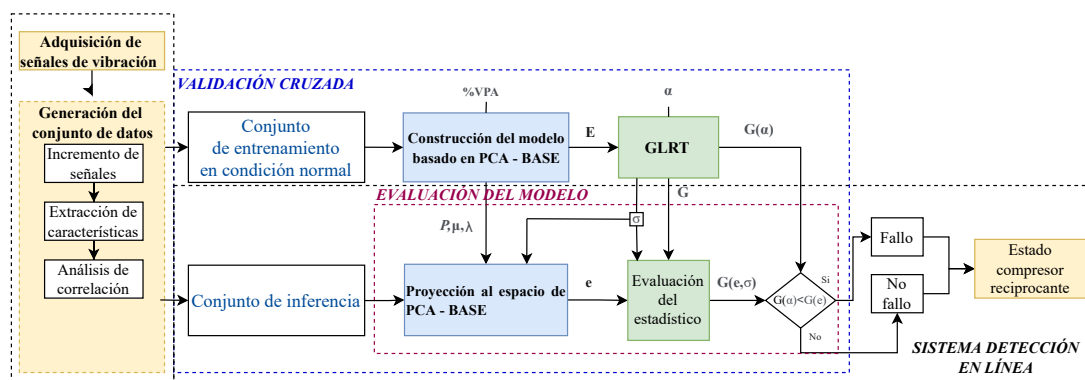 Adquisición de
señales de vibración
VALIDACIÓN CRUZADA
%VPA
α
Generación del
conjunto de datos
Incremento de
señales
Extracción de
características
Análisis de
correlación
Conjunto
de entrenamiento
en condición normal
Construcción del modelo
basado en PCA - BASE
E
GLRT
G(α)
EVALUACIÓN DEL MODELO
P,μ,λ
σ
G
Conjunto de inferencia
Proyección al espacio de
PCA - BASE
e
Evaluación
del
estadístico
G(e,σ)
G(α)<G(e)
Si
No
Fallo
No
fallo
Estado
compresor
reciprocante
SISTEMA DETECCIÓN
EN LÍNEA